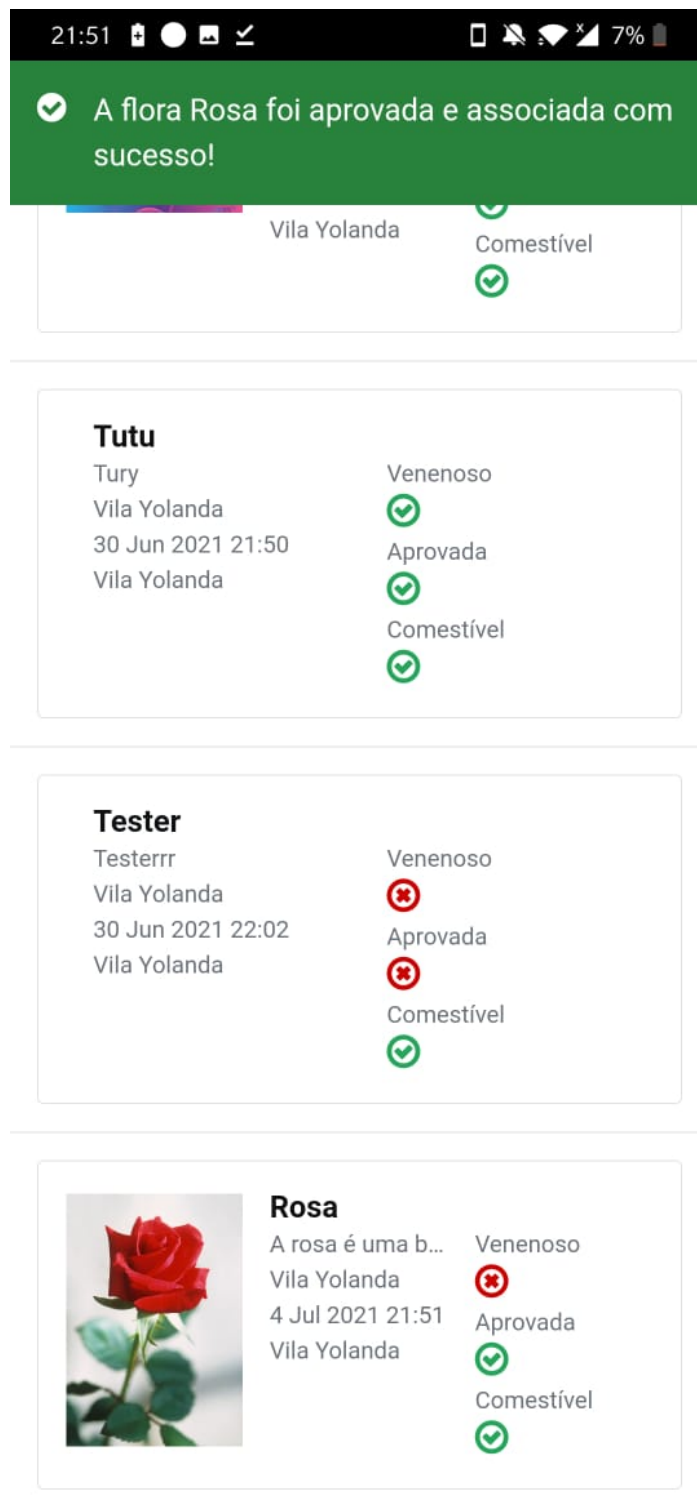 21:51
7%
A flora Rosa foi aprovada e associada com
sucesso!
Vila Yolanda
Comestível
Tutu
Tury
Vila Yolanda
30 Jun 2021 21:50
Vila Yolanda
Venenoso
Aprovada
Comestível
Tester
Testerrr
Vila Yolanda
30 Jun 2021 22:02
Vila Yolanda
Venenoso
Aprovada
Comestível
Rosa
A rosa é uma b...
Vila Yolanda
4 Jul 2021 21:51
Vila Yolanda
Venenoso
Aprovada
Comestível